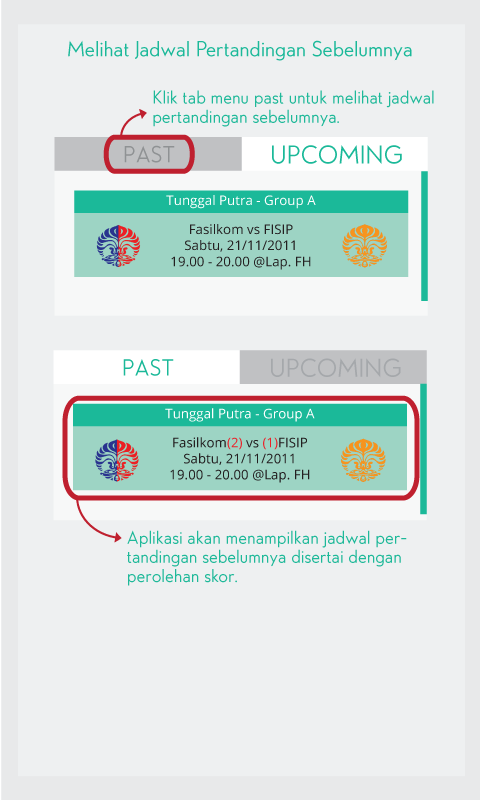 Melihat Jadwal Pertandingan Sebelumnya
Klik tab menu past untuk melihat jadwal
pertandingan sebelumnya.
PAST UPCOMING
Tunggal Putra - Group A
Fasilkom vs FISIP
Sabtu, 21/11/2011
19.00 - 20.00 @Lap. FH
PAST UPCOMING
Tunggal Putra - Group A
Fasilkom(2) vs (1)FISIP
Sabtu, 21/11/2011
19.00 - 20.00 @Lap. FH
Aplikasi akan menampilkan jadwal per-
tandingan sebelumnya disertai dengan
perolehan skor.